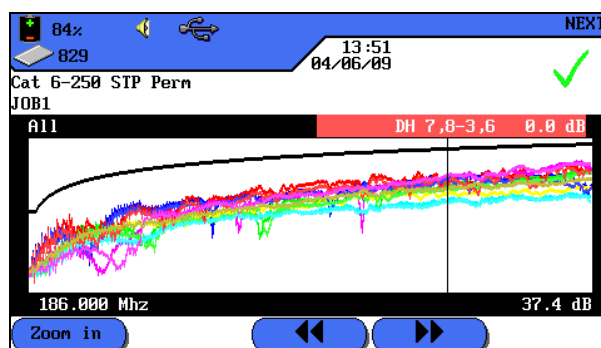 84%
NEXT
829
13:51
04/06/09
Cat 6-250 STP Perm
JOB1
All
DH 7,8-3,6 0.0 dB
186.000 Mhz
37.4 dB
Zoom in